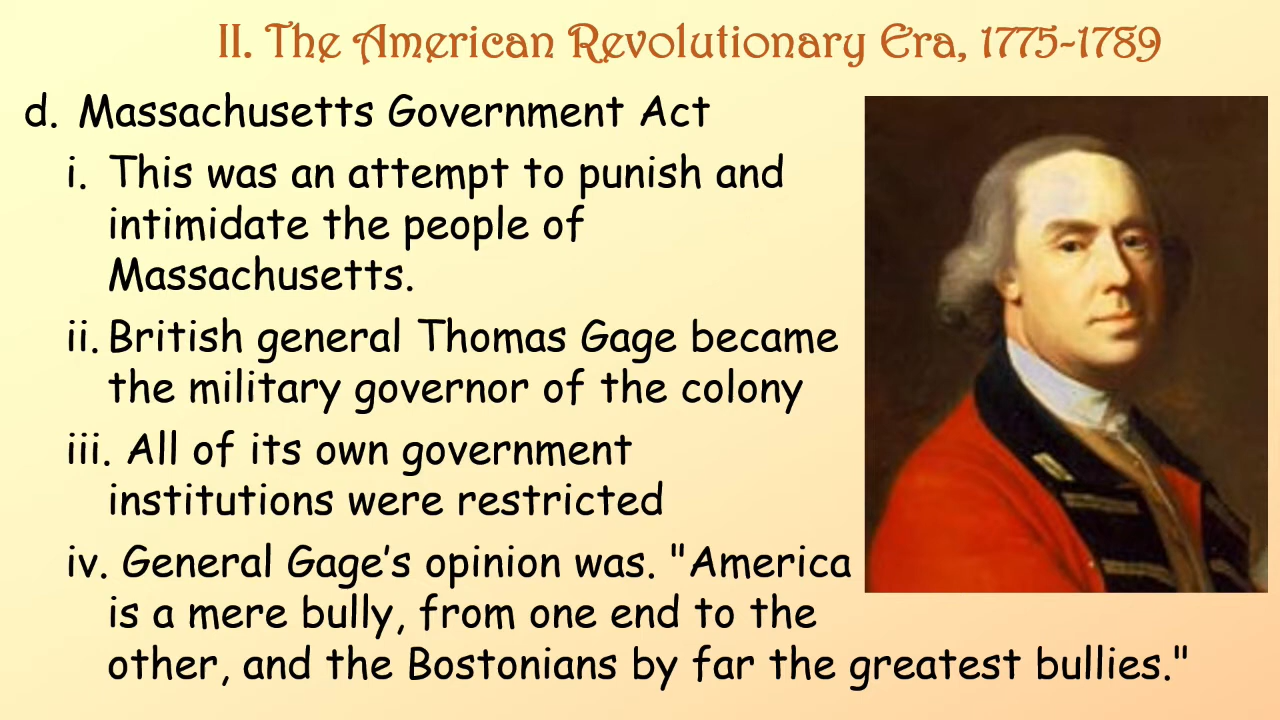 II. The American Revolutionary Era, 1775-1789
d. Massachusetts Government Act
i. This was an attempt to punish and
intimidate the people of
Massachusetts.
ii. British general Thomas Gage became
the military governor of the colony
iii. All of its own government
institutions were restricted
iv. General Gage’s opinion was. "America
is a mere bully, from one end to the
other, and the Bostonians by far the greatest bullies."